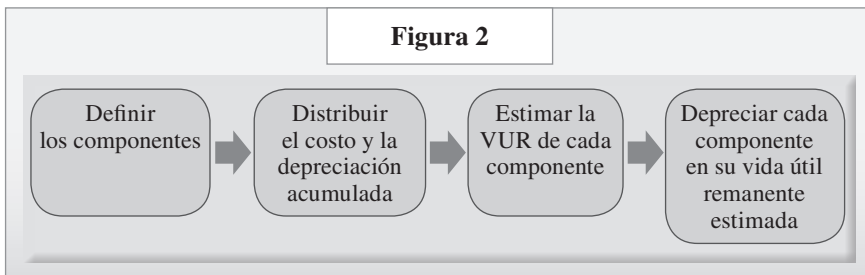 Figura 2
Definir
los componentes
Distribuir
el costo y la
depreciación
acumulada
Estimar la
VUR de cada
componente
Depreciar cada
componente
en su vida útil
remanente
estimada